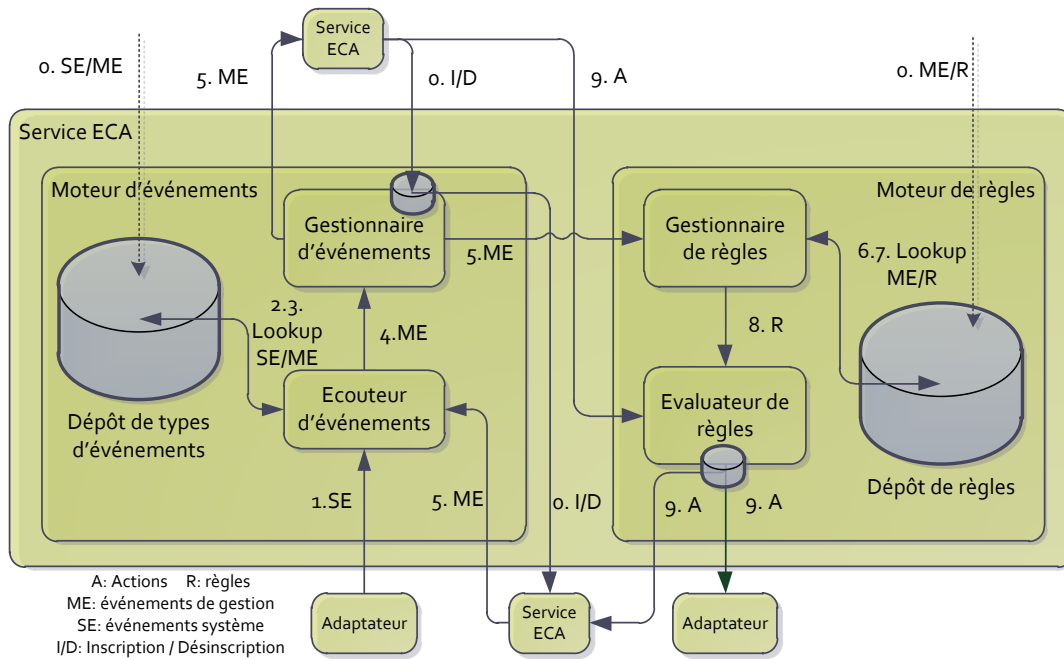 Service
ECA
0. SE/ME
5. ME
0. I/D
9. A
0. ME/R
Service ECA
Moteur d'événements
Moteur de règles
Gestionnaire
d'événements
Gestionnaire
de règles
5.ME
6.7. Lookup
ME/R
2.3.
Lookup
SE/ME
4.ME
8. R
Ecouteur
d'événements
Evaluateur de
règles
Dépôt de types
d'événements
Dépôt de règles
1.SE
5. ME
0. I/D
9. A
9. A
A: Actions R: règles
ME: événements de gestion
SE: événements système
I/D: Inscription / Désinscription
Adaptateur
Service
ECA
Adaptateur